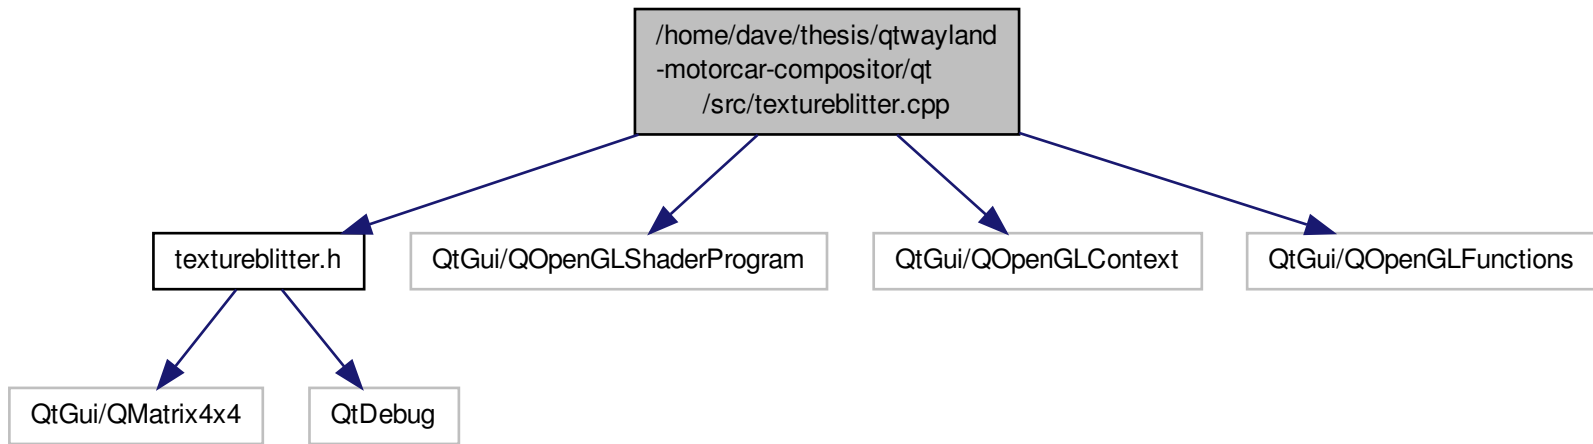 /home/dave/thesis/qtwayland
-motorcar-compositor/qt
/src/textureblitter.cpp
textureblitter.h
QtGui/QOpenGLShaderProgram
QtGui/QOpenGLContext
QtGui/QOpenGLFunctions
QtGui/QMatrix4x4
QtDebug